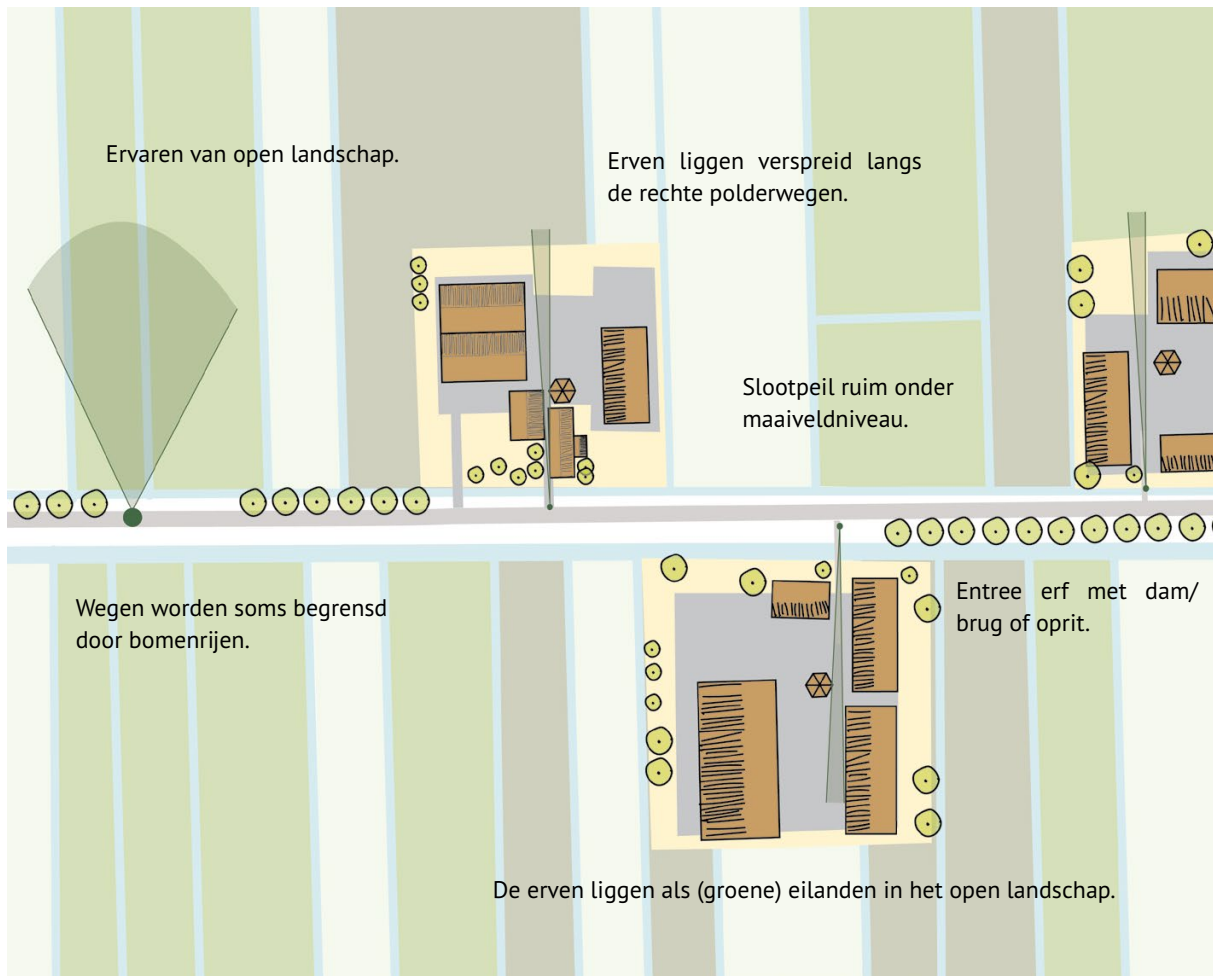 Ervaren van open landschap.
Erven liggen verspreid langs
de rechte polderwegen.
Slootpeil ruim onder
maaiveldniveau.
Wegen worden soms begrensd
door bomenrijen.
Entree erf met dam/
brug of oprit.
De erven liggen als (groene) eilanden in het open landschap.